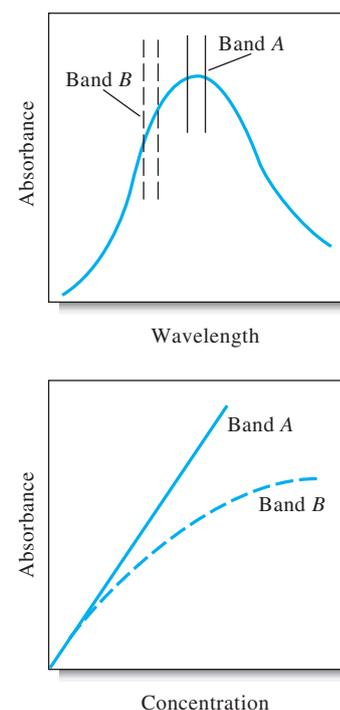 Band A
Band B
Absorbance
Wavelength
Band A
Band B
Absorbance
Concentration